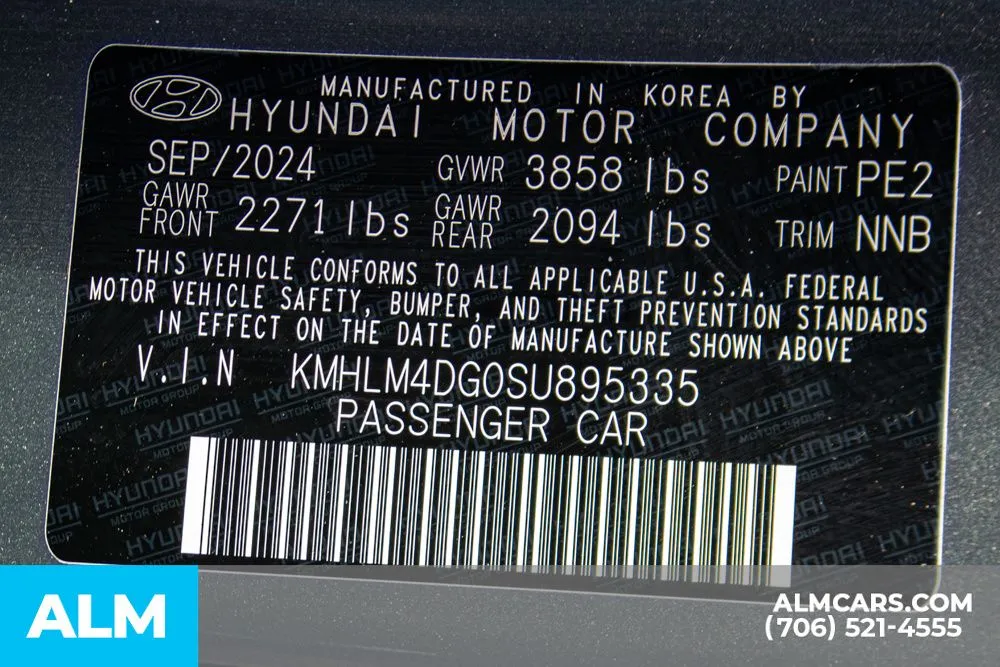 MANUFACTURED IN KOREA BY
HYUNDAI MOTOR COMPANY
SEP/2024 GVWR 3858 lbs PAINT PE2
GAWR FRONT 2271 lbs GAWR REAR 2094 lbs TRIM NNB
THIS VEHICLE CONFORMS TO ALL APPLICABLE U.S.A. FEDERAL
MOTOR VEHICLE SAFETY, BUMPER, AND THEFT PREVENTION STANDARDS
IN EFFECT ON THE DATE OF MANUFACTURE SHOWN ABOVE
V.I.N KMHLM4DG0SU895335
PASSENGER CAR
HYUNDAI
MOTOR GROUP
ALM
ALMCARS.COM
(706) 521-4555